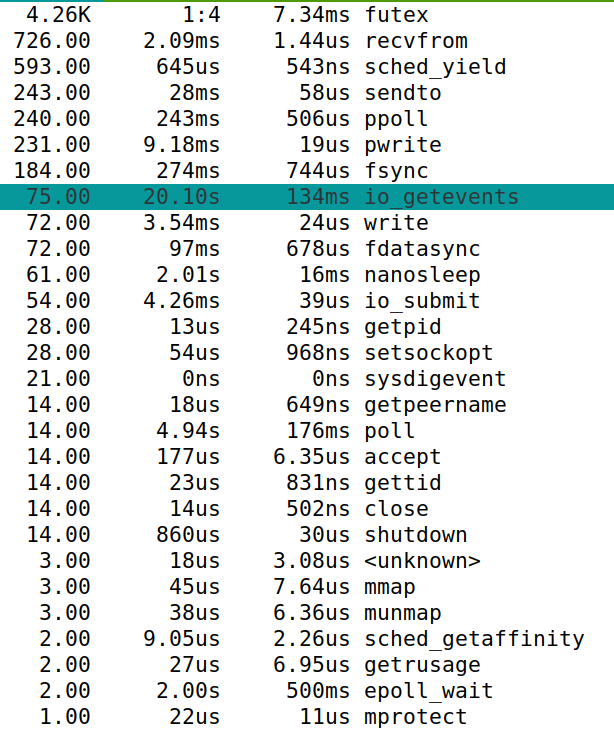 4.26K 1:4 7.34ms futex
726.00 2.09ms 1.44us recvfrom
593.00 645us 543ns sched_yield
243.00 28ms 58us sendto
240.00 243ms 506us ppoll
231.00 9.18ms 19us pwrite
184.00 274ms 744us fsync
75.00 20.10s 134ms io_getevents
72.00 3.54ms 24us write
72.00 97ms 678us fdatasync
61.00 2.01s 16ms nanosleep
54.00 4.26ms 39us io_submit
28.00 13us 245ns getpid
28.00 54us 968ns setsockopt
21.00 0ns 0ns sysdigevent
14.00 18us 649ns getpeername
14.00 4.94s 176ms poll
14.00 177us 6.35us accept
14.00 23us 831ns gettid
14.00 14us 502ns close
14.00 860us 30us shutdown
3.00 18us 3.08us <unknown>
3.00 45us 7.64us mmap
3.00 38us 6.36us munmap
2.00 9.05us 2.26us sched_getaffinity
2.00 27us 6.95us getrusage
2.00 2.00s 500ms epoll_wait
1.00 22us 11us mprotect